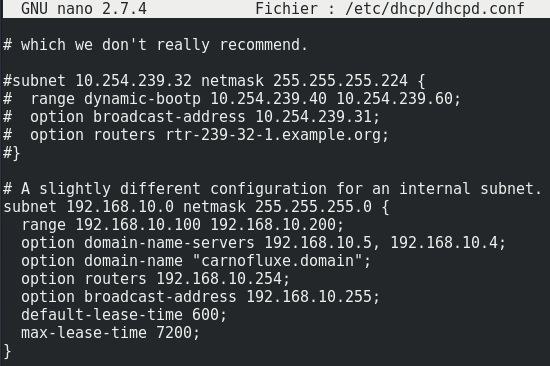 GNU nano 2.7.4 Fichier : /etc/dhcp/dhcpd.conf
# which we don't really recommend.
#subnet 10.254.239.32 netmask 255.255.255.224 {
#  range dynamic-bootp 10.254.239.40 10.254.239.60;
#  option broadcast-address 10.254.239.31;
#  option routers rtr-239-32-1.example.org;
#}
# A slightly different configuration for an internal subnet.
subnet 192.168.10.0 netmask 255.255.255.0 {
  range 192.168.10.100 192.168.10.200;
  option domain-name-servers 192.168.10.5, 192.168.10.4;
  option domain-name "carnofluxe.domain";
  option routers 192.168.10.254;
  option broadcast-address 192.168.10.255;
  default-lease-time 600;
  max-lease-time 7200;
}